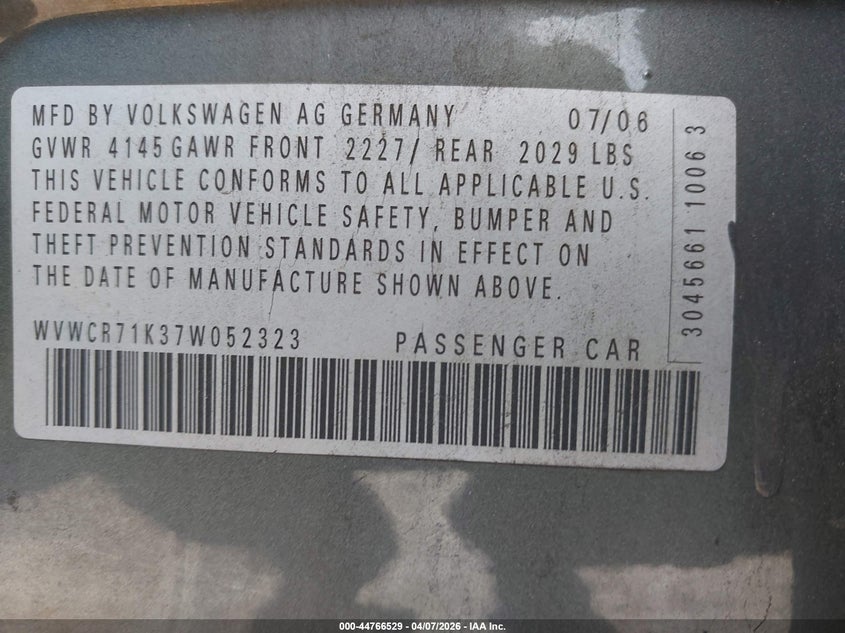 MFD BY VOLKSWAGEN AG GERMANY 07/06
GVWR 4145 GAWR FRONT 2227/ REAR 2029 LBS
THIS VEHICLE CONFORMS TO ALL APPLICABLE U.S.
FEDERAL MOTOR VEHICLE SAFETY, BUMPER AND
THEFT PREVENTION STANDARDS IN EFFECT ON
THE DATE OF MANUFACTURE SHOWN ABOVE.
WVWCR71K37W052323 PASSENGER CAR
3045661 1006 3
000-44766529 - 04/07/2026 - IAA Inc.